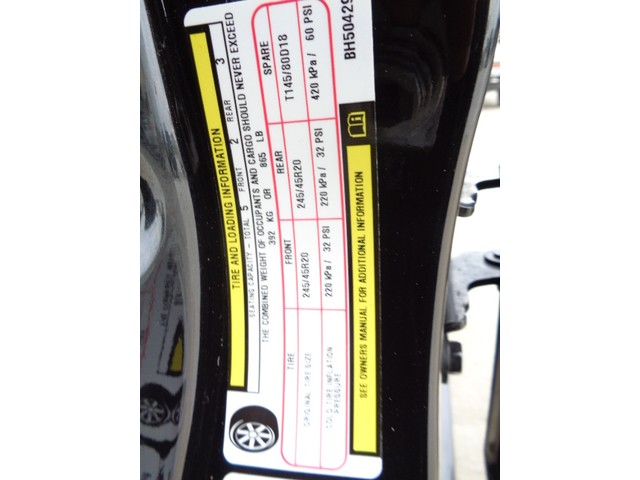 TIRE AND LOADING INFORMATION
SEATING CAPACITY - TOTAL 5 FRONT 2 REAR 3
THE COMBINED WEIGHT OF OCCUPANTS AND CARGO SHOULD NEVER EXCEED
392 KG OR 865 LB
TIRE FRONT REAR SPARE
ORIGINAL TIRE SIZE 245/45R20 245/45R20 T145/80D18
COLD TIRE INFLATION PRESSURE 220 kPa / 32 PSI 220 kPa / 32 PSI 420 kPa / 60 PSI
SEE OWNERS MANUAL FOR ADDITIONAL INFORMATION
BH50429